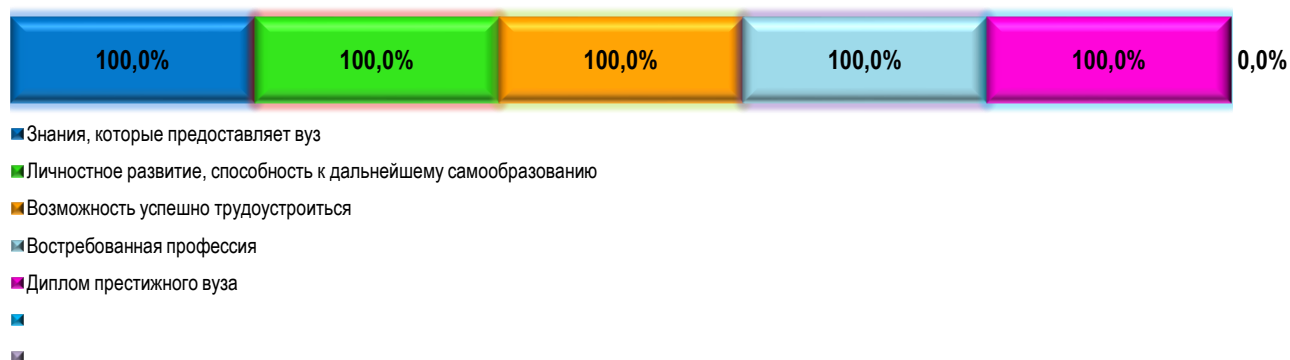 100,0% 100,0% 100,0% 100,0% 100,0% 0,0%
Знания, которые предоставляет вуз
Личностное развитие, способность к дальнейшему самообразованию
Возможность успешно трудоустроиться
Востребованная профессия
Диплом престижного вуза